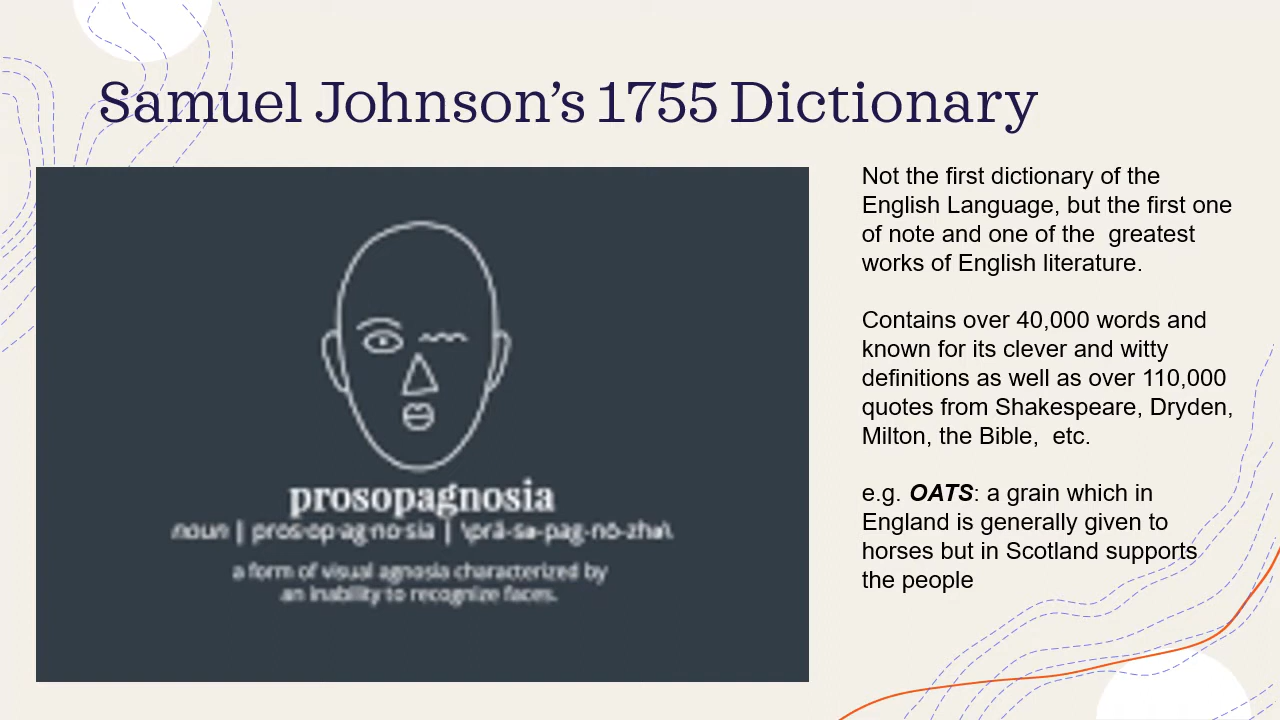 Samuel Johnson’s 1755 Dictionary
prosopagnosia
noun | pros·op·ag·no·sia | \prä-sə-pag-nō-zhə\
a form of visual agnosia characterized by
an inability to recognize faces.
Not the first dictionary of the
English Language, but the first one
of note and one of the  greatest
works of English literature.
Contains over 40,000 words and
known for its clever and witty
definitions as well as over 110,000
quotes from Shakespeare, Dryden,
Milton, the Bible,  etc.
e.g. OATS: a grain which in
England is generally given to
horses but in Scotland supports
the people